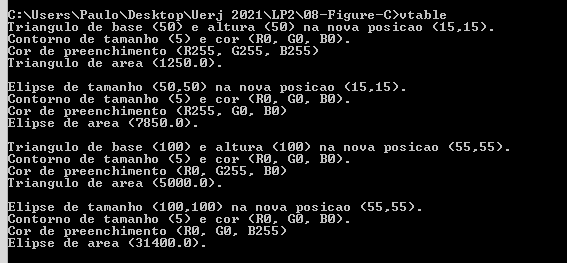 C:\Users\Paulo\Desktop\Uerj 2021\LP2\08-Figure-C>vtable
Triangulo de base (50) e altura (50) na nova posicao (15,15).
Contorno de tamanho (5) e cor (R0, G0, B0).
Cor de preenchimento (R255, G255, B255)
Triangulo de area (1250.0).
Elipse de tamanho (50,50) na nova posicao (15,15).
Contorno de tamanho (5) e cor (R0, G0, B0).
Cor de preenchimento (R255, G0, B0)
Elipse de area (7850.0).
Triangulo de base (100) e altura (100) na nova posicao (55,55).
Contorno de tamanho (5) e cor (R0, G0, B0).
Cor de preenchimento (R0, G255, B0)
Triangulo de area (5000.0).
Elipse de tamanho (100,100) na nova posicao (55,55).
Contorno de tamanho (5) e cor (R0, G0, B0).
Cor de preenchimento (R0, G0, B255)
Elipse de area (31400.0).